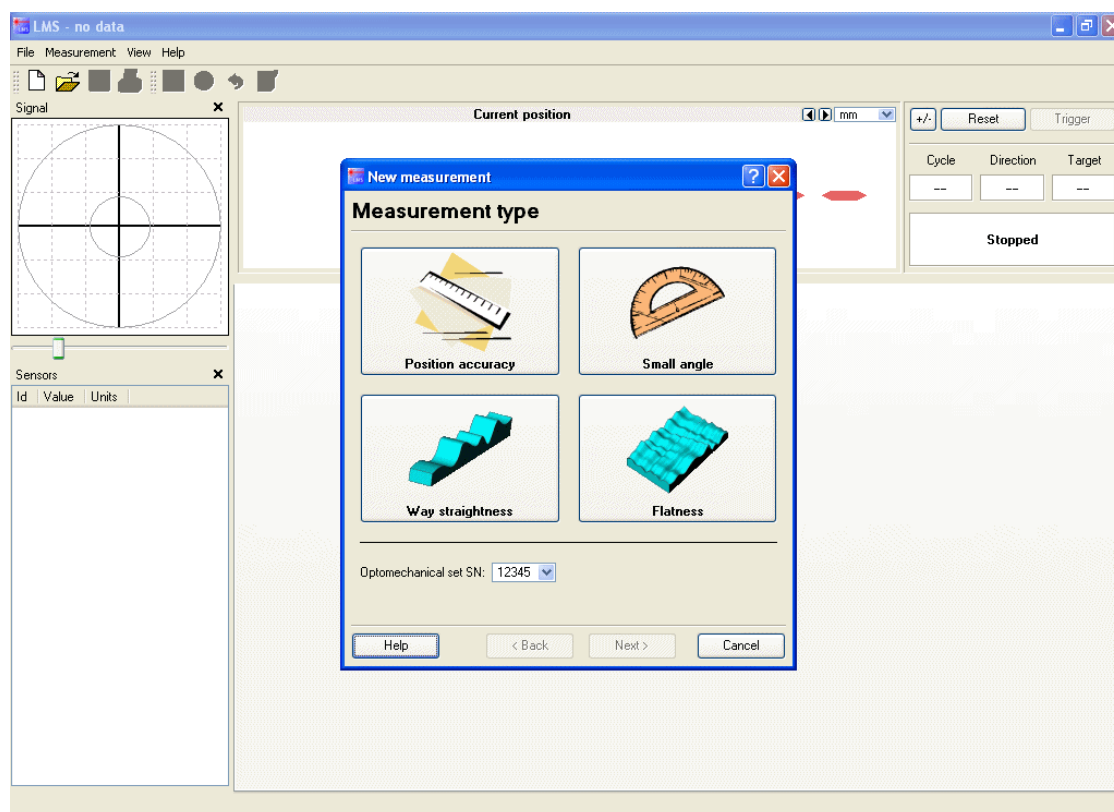 LMS - no data
File Measurement View Help
Signal
Current position
mm
+/- Reset Trigger
Cycle Direction Target
-- -- --
Stopped
Sensors
Id Value Units
New measurement
Measurement type
Position accuracy
Small angle
Way straightness
Flatness
Optomechanical set SN: 12345
Help < Back Next > Cancel